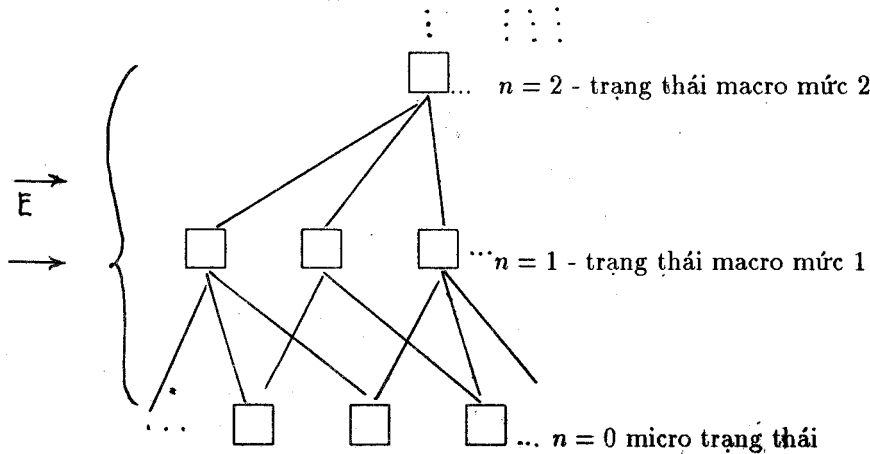 ... n = 2 - trạng thái macro mức 2
E
...n = 1 - trạng thái macro mức 1
... ... n = 0 micro trạng thái